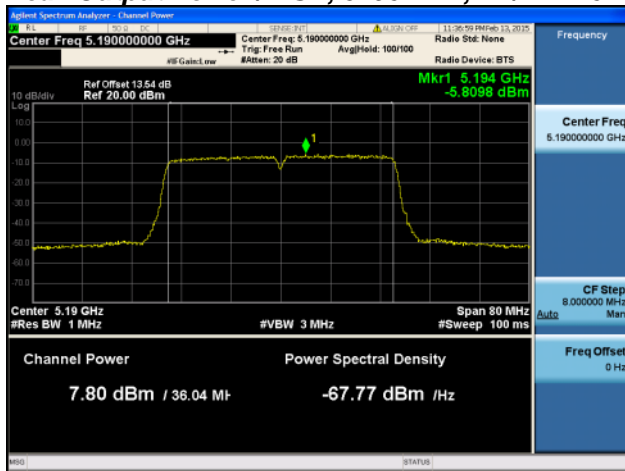 Agilent Spectrum Analyzer - Channel Power
RL RF 50 Ω DC SENSE:INT ALIGN OFF 11:36:59 PM Feb 13, 2015
Center Freq 5.190000000 GHz Center Freq: 5.190000000 GHz Radio Std: None Frequency
Trig: Free Run Avg|Hold: 100/100
#IFGain:Low #Atten: 20 dB Radio Device: BTS
Ref Offset 13.54 dB Mkr1 5.194 GHz
10 dB/div Ref 20.00 dBm -5.8098 dBm
Log
10.0
1
0.00
-10.0
-20.0
-30.0
-40.0
-50.0
-60.0
-70.0
Center Freq
5.190000000 GHz
Center 5.19 GHz Span 80 MHz
#Res BW 1 MHz #VBW 3 MHz #Sweep 100 ms
CF Step
8.000000 MHz
Auto Man
Channel Power Power Spectral Density
7.80 dBm / 36.04 MH -67.77 dBm /Hz
Freq Offset
0 Hz
MSG STATUS